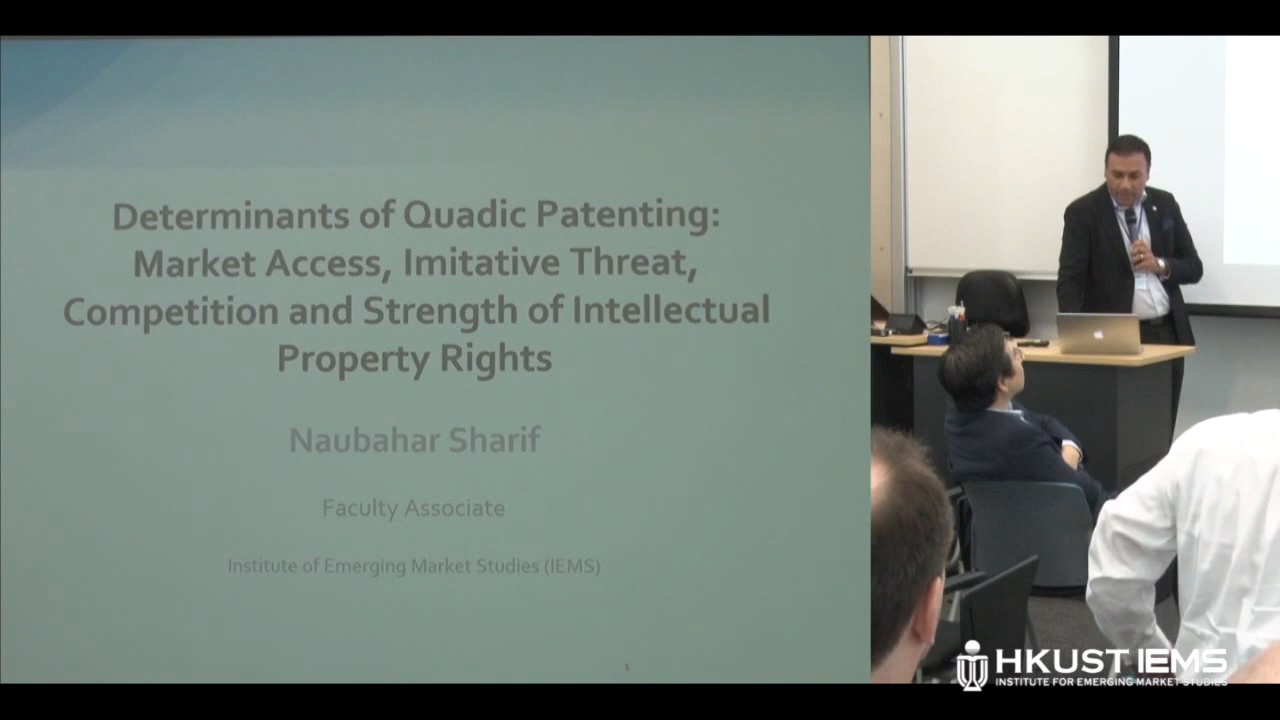 Determinants of Quadic Patenting:
Market Access, Imitative Threat,
Competition and Strength of Intellectual
Property Rights
Naubahar Sharif
Faculty Associate
Institute of Emerging Market Studies (IEMS)
1
HKUST IEMS
INSTITUTE FOR EMERGING MARKET STUDIES